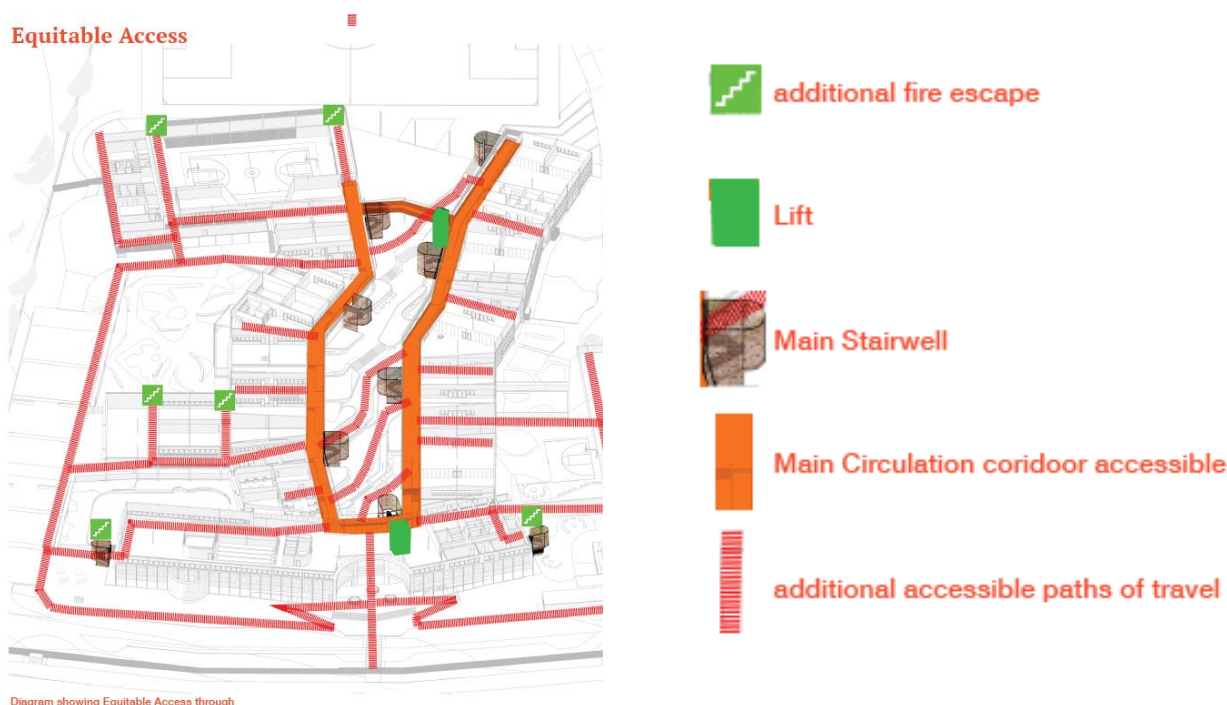 Equitable Access
additional fire escape
Lift
Main Stairwell
Main Circulation coridoor accessible
additional accessible paths of travel
Diagram showing Equitable Access through